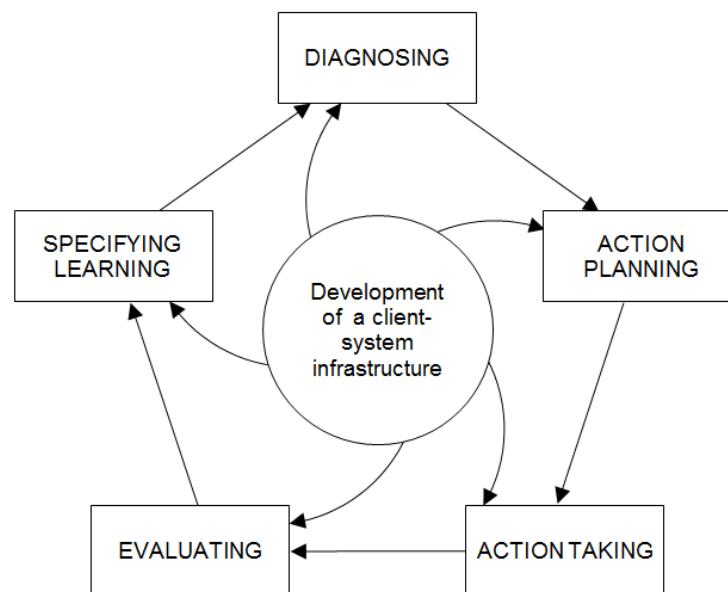 DIAGNOSING
ACTION
PLANNING
ACTION TAKING
EVALUATING
SPECIFYING
LEARNING
Development
of a client-
system
infrastructure